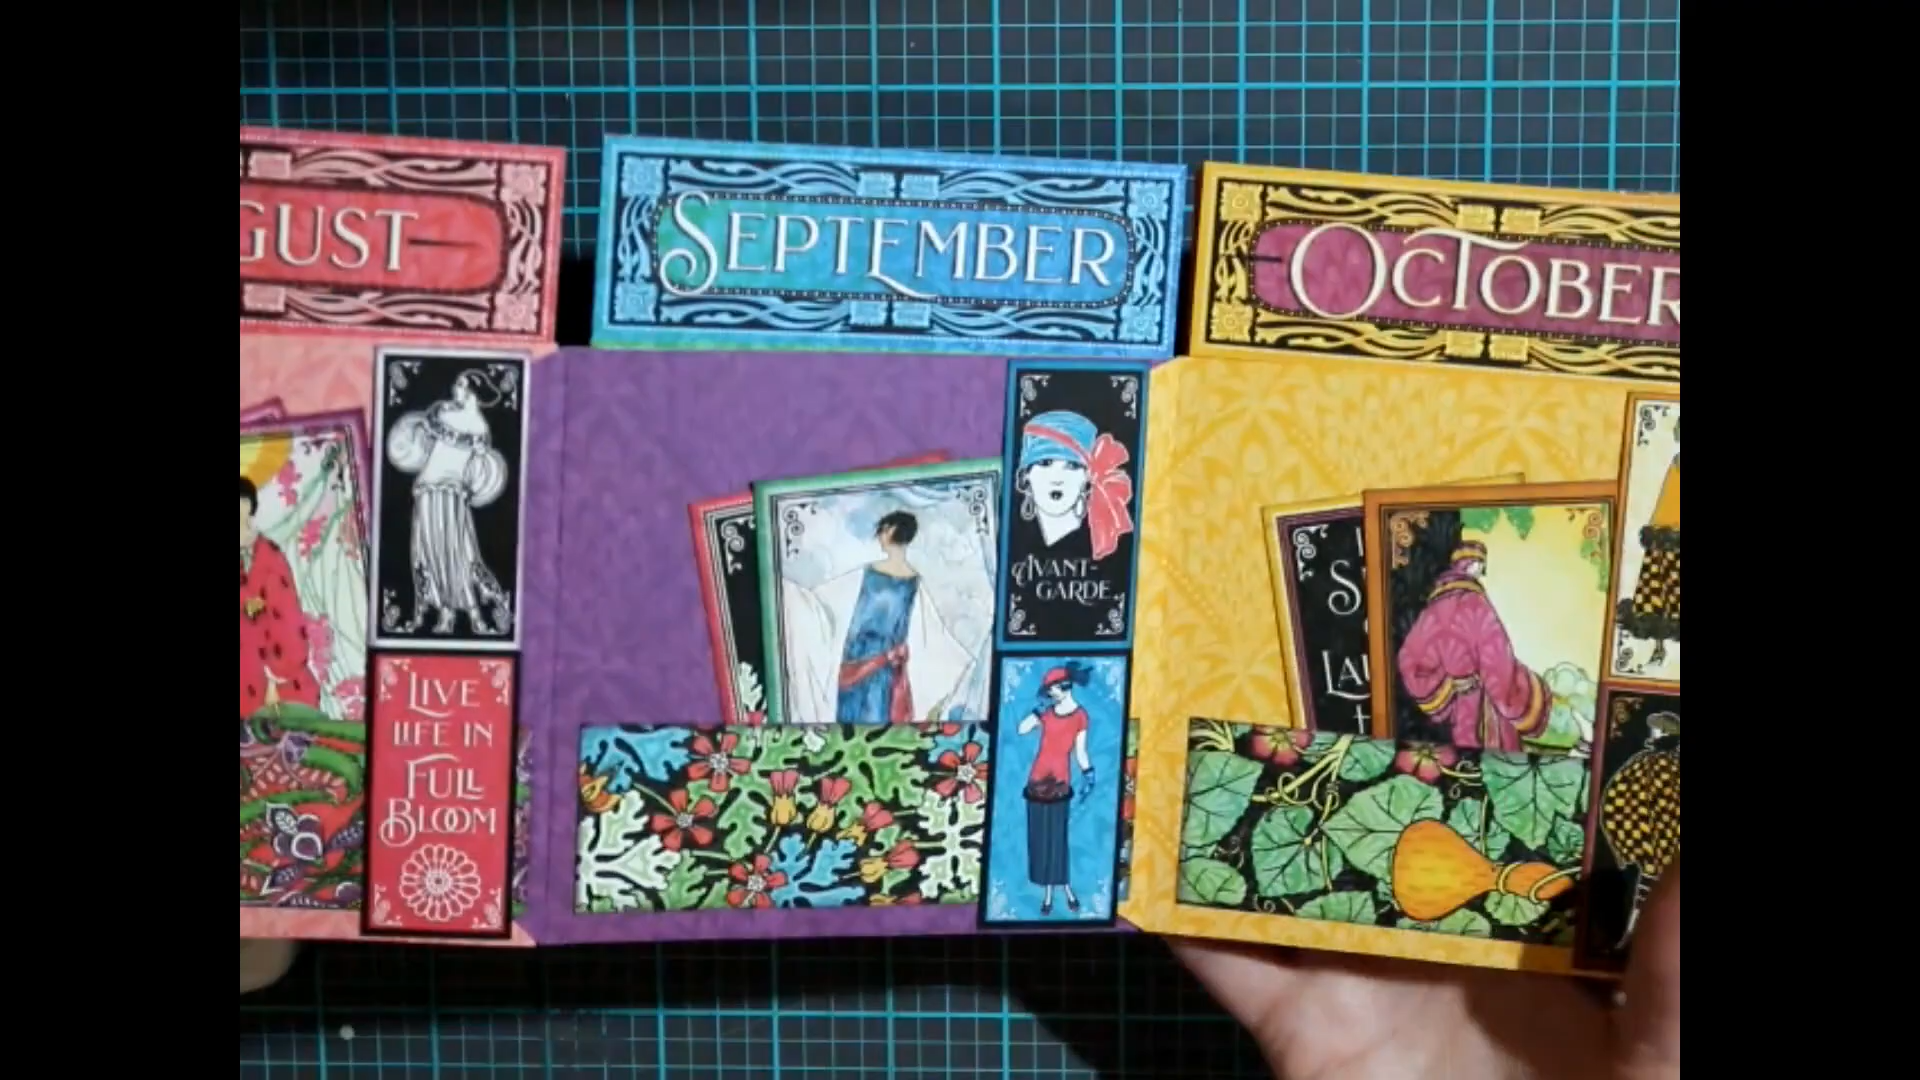 GUST
SEPTEMBER
OCTOBER
AVANT-
GARDE
LIVE
LIFE IN
FULL
BLOOM